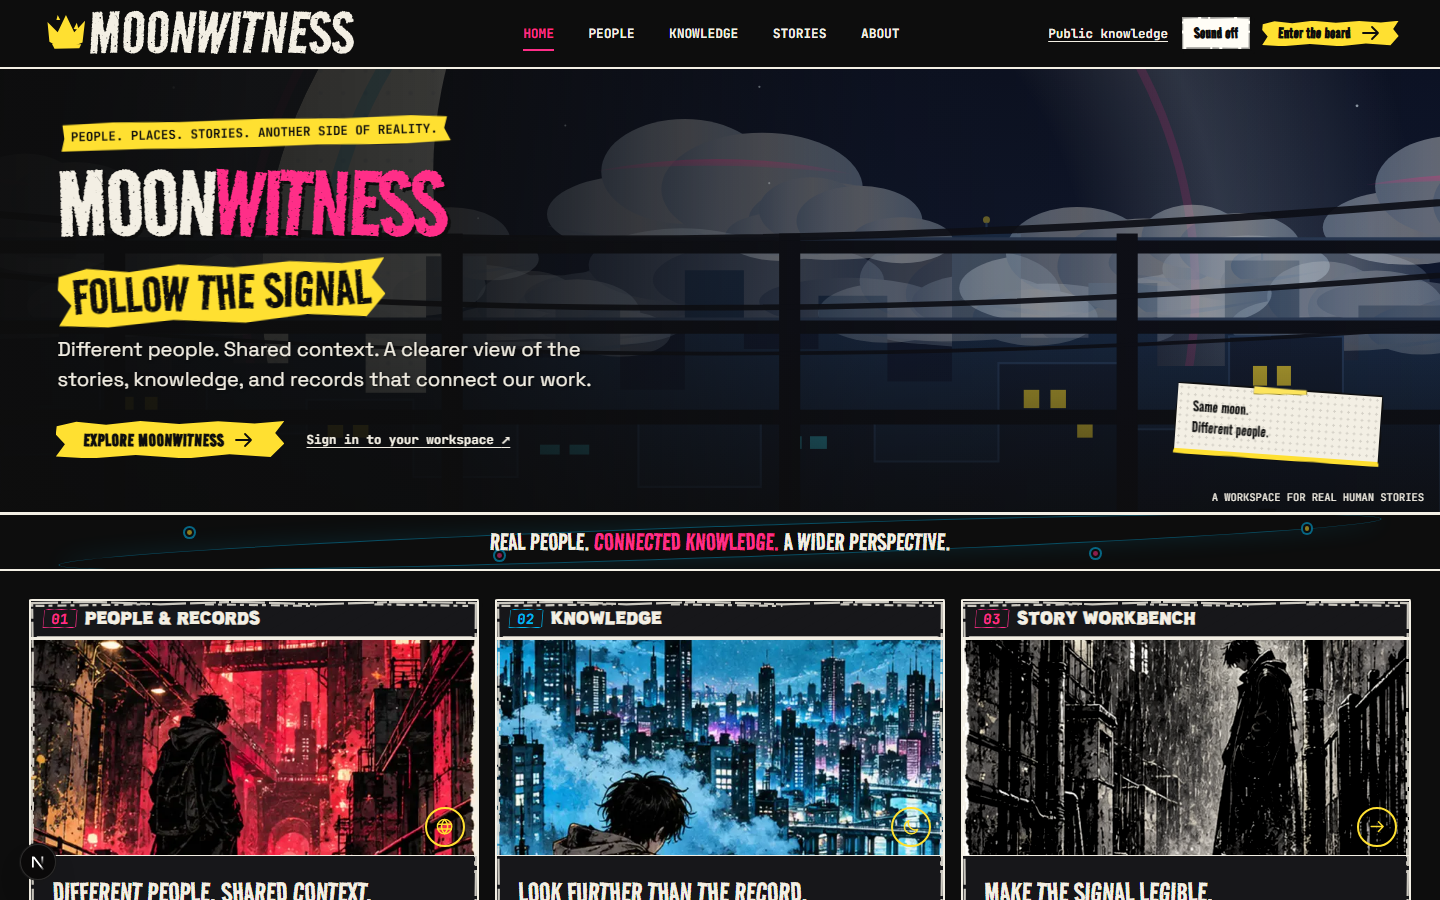 MOONWITNESS
HOME PEOPLE KNOWLEDGE STORIES ABOUT
Public knowledge Sound off Enter the board →
PEOPLE. PLACES. STORIES. ANOTHER SIDE OF REALITY.
MOONWITNESS
FOLLOW THE SIGNAL
Different people. Shared context. A clearer view of the
stories, knowledge, and records that connect our work.
EXPLORE MOONWITNESS → Sign in to your workspace ↗
Same moon.
Different people.
A WORKSPACE FOR REAL HUMAN STORIES
REAL PEOPLE. CONNECTED KNOWLEDGE. A WIDER PERSPECTIVE.
01 PEOPLE & RECORDS
02 KNOWLEDGE
03 STORY WORKBENCH
N
DIFFERENT PEOPLE. SHARED CONTEXT.
LOOK FURTHER THAN THE RECORD.
MAKE THE SIGNAL LEGIBLE.